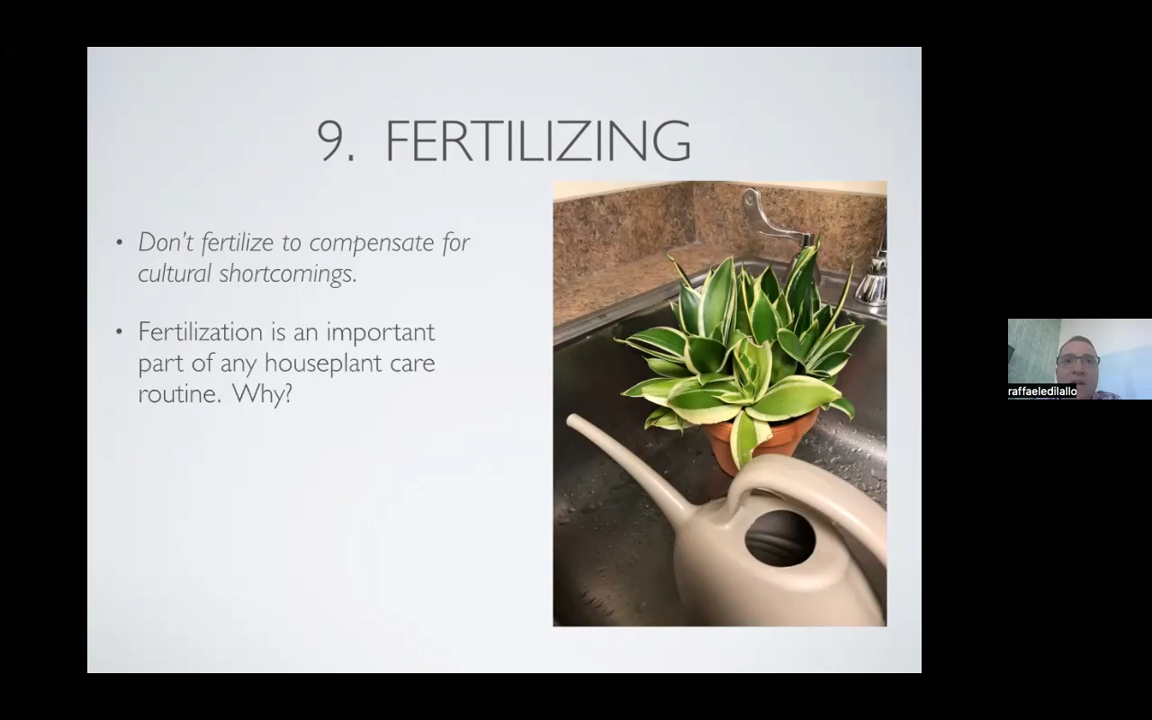 9. FERTILIZING
• Don't fertilize to compensate for
cultural shortcomings.
• Fertilization is an important
part of any houseplant care
routine. Why?
raffaeledilallo